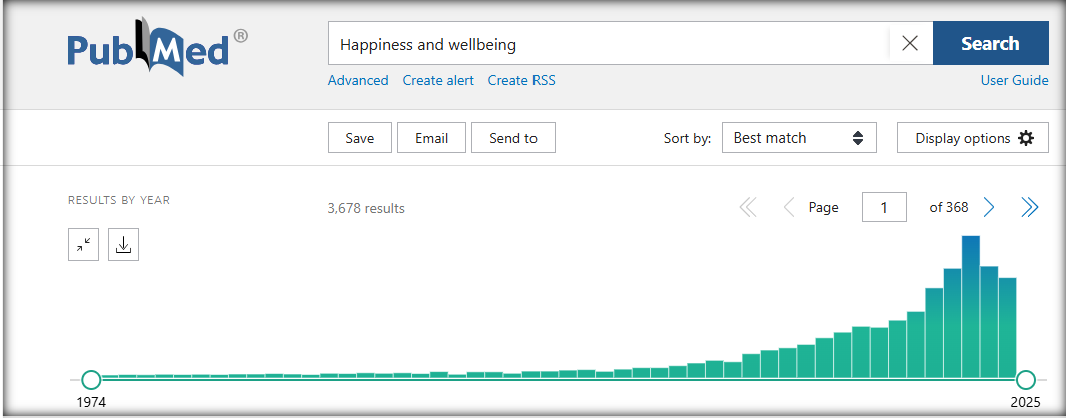 PubMed®
Happiness and wellbeing
Search
Advanced Create alert Create RSS
User Guide
Save Email Send to
Sort by: Best match
Display options
RESULTS BY YEAR
3,678 results
Page 1 of 368
1974
2025